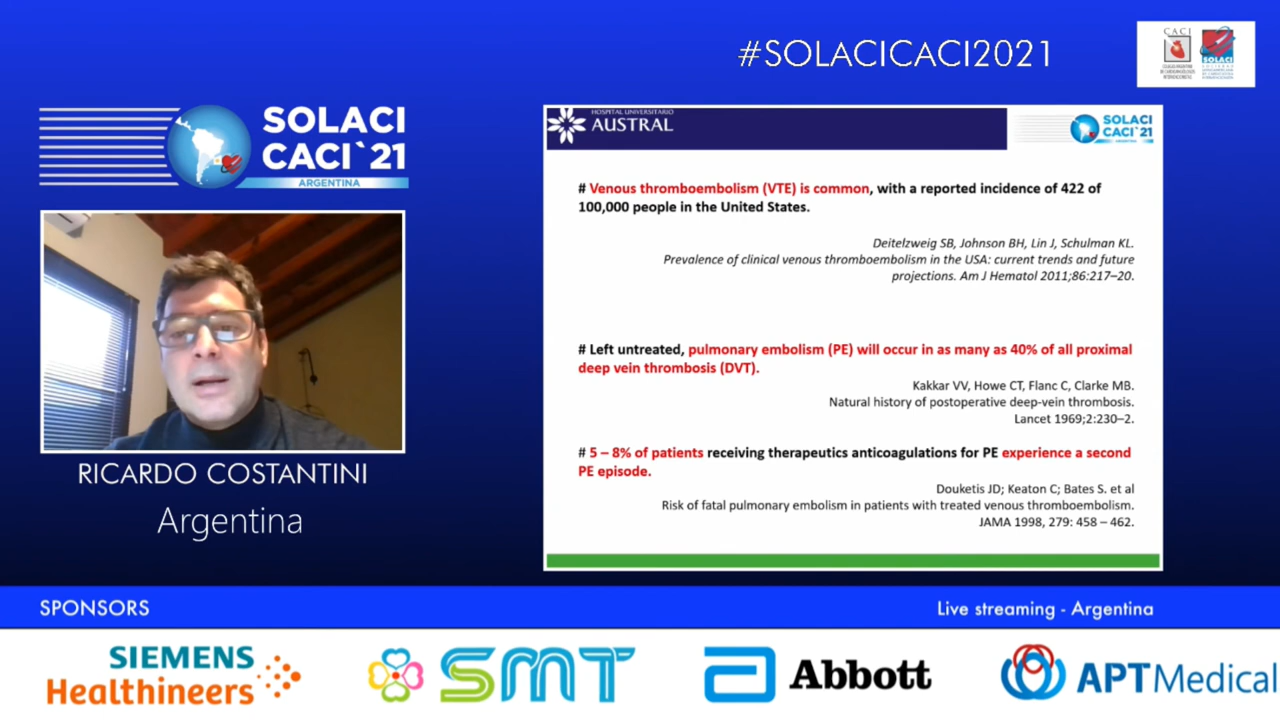 #SOLACICACI2021
CACI
SOLACI
SOLACI
CACI`21
ARGENTINA
HOSPITAL UNIVERSITARIO
AUSTRAL
SOLACI
CACI`21
ARGENTINA
# Venous thromboembolism (VTE) is common, with a reported incidence of 422 of
100,000 people in the United States.
Deitelzweig SB, Johnson BH, Lin J, Schulman KL.
Prevalence of clinical venous thromboembolism in the USA: current trends and future
projections. Am J Hematol 2011;86:217–20.
# Left untreated, pulmonary embolism (PE) will occur in as many as 40% of all proximal
deep vein thrombosis (DVT).
Kakkar VV, Howe CT, Flanc C, Clarke MB.
Natural history of postoperative deep-vein thrombosis.
Lancet 1969;2:230–2.
# 5 – 8% of patients receiving therapeutics anticoagulations for PE experience a second
PE episode.
Douketis JD; Keaton C; Bates S. et al
Risk of fatal pulmonary embolism in patients with treated venous thromboembolism.
JAMA 1998, 279: 458 – 462.
RICARDO COSTANTINI
Argentina
SPONSORS
Live streaming - Argentina
SIEMENS
Healthineers
SMT
Abbott
APT Medical